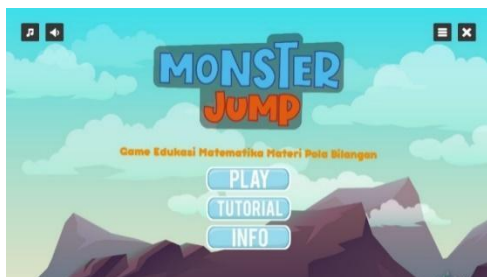 MONSTER
JUMP
Game Edukasi Matematika Materi Pola Bilangan
PLAY
TUTORIAL
INFO